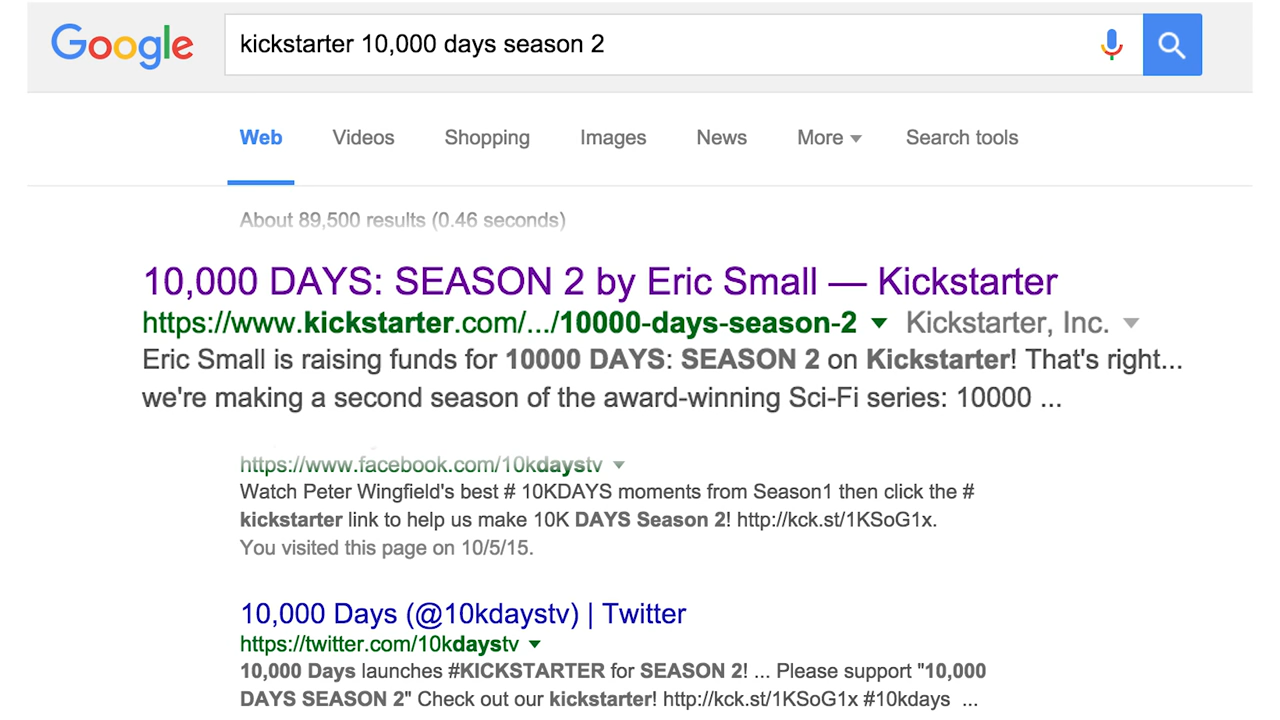 Google
kickstarter 10,000 days season 2
Web Videos Shopping Images News More Search tools
About 89,500 results (0.46 seconds)
10,000 DAYS: SEASON 2 by Eric Small — Kickstarter
https://www.kickstarter.com/.../10000-days-season-2 Kickstarter, Inc.
Eric Small is raising funds for 10000 DAYS: SEASON 2 on Kickstarter! That's right...
we're making a second season of the award-winning Sci-Fi series: 10000 ...
https://www.facebook.com/10kdaystv
Watch Peter Wingfield's best # 10KDAYS moments from Season1 then click the #
kickstarter link to help us make 10K DAYS Season 2! http://kck.st/1KSoG1x.
You visited this page on 10/5/15.
10,000 Days (@10kdaystv) | Twitter
https://twitter.com/10kdaystv
10,000 Days launches #KICKSTARTER for SEASON 2! ... Please support "10,000
DAYS SEASON 2" Check out our kickstarter! http://kck.st/1KSoG1x #10kdays ...